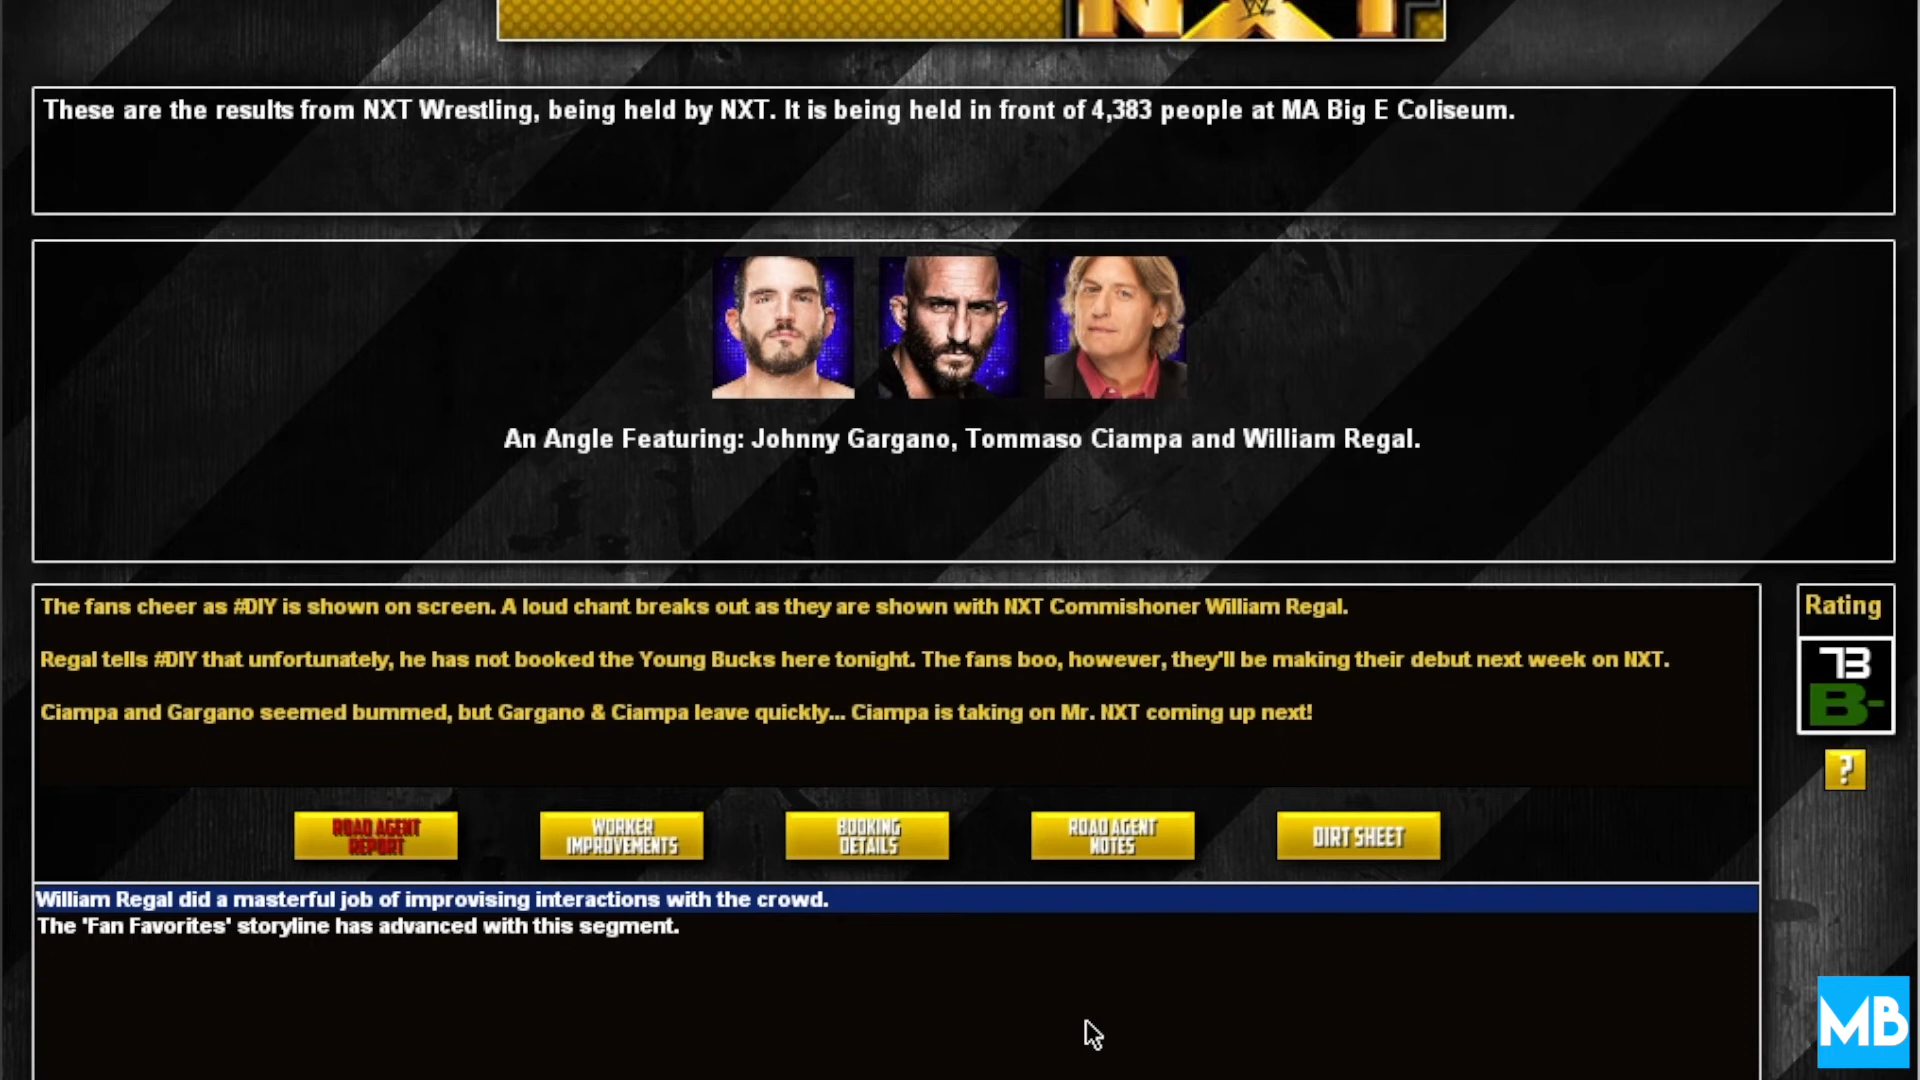 NXT
W
These are the results from NXT Wrestling, being held by NXT. It is being held in front of 4,383 people at MA Big E Coliseum.
An Angle Featuring: Johnny Gargano, Tommaso Ciampa and William Regal.
The fans cheer as #DIY is shown on screen. A loud chant breaks out as they are shown with NXT Commishoner William Regal.
Regal tells #DIY that unfortunately, he has not booked the Young Bucks here tonight. The fans boo, however, they'll be making their debut next week on NXT.
Ciampa and Gargano seemed bummed, but Gargano & Ciampa leave quickly... Ciampa is taking on Mr. NXT coming up next!
Rating
73
B-
?
ROAD AGENT
REPORT
WORKER
IMPROVEMENTS
BOOKING
DETAILS
ROAD AGENT
NOTES
DIRT SHEET
William Regal did a masterful job of improvising interactions with the crowd.
The 'Fan Favorites' storyline has advanced with this segment.
MB